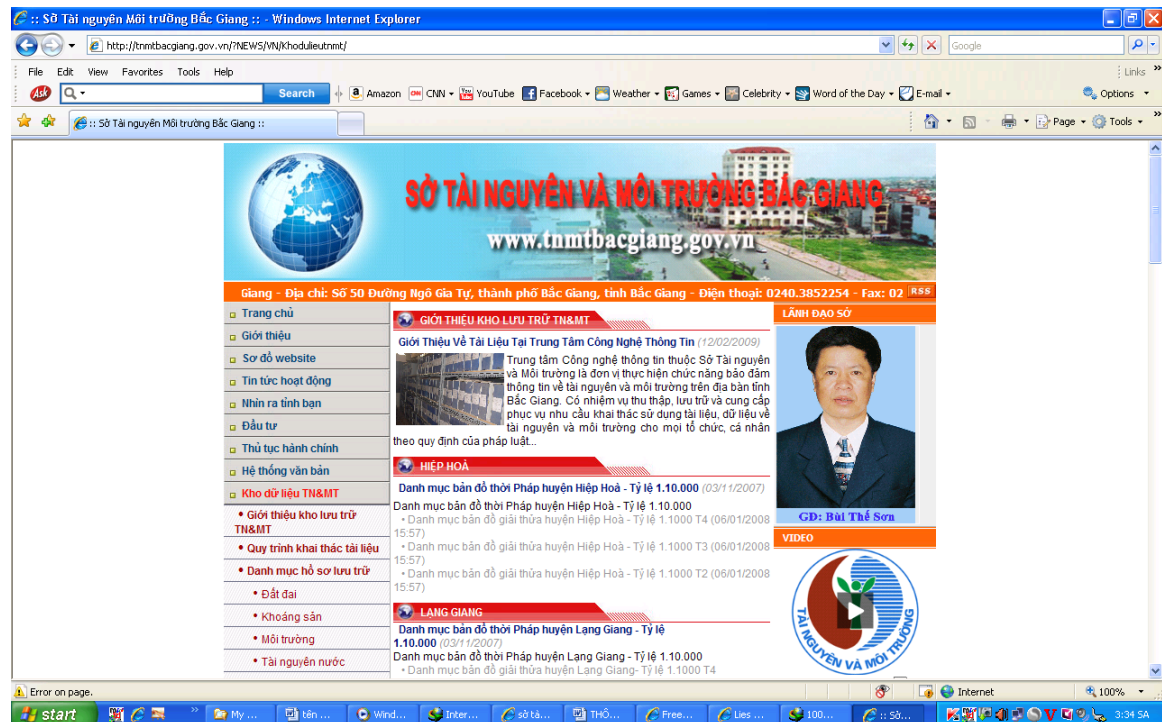 :: Sở Tài nguyên Môi trường Bắc Giang :: - Windows Internet Explorer
http://tnmtbacgiang.gov.vn/?NEWS/VN/Khodulieutnmt/
Google
File Edit View Favorites Tools Help
Links »
Ask
Search
Amazon CNN YouTube Facebook Weather Games Celebrity Word of the Day E-mail
Options
:: Sở Tài nguyên Môi trường Bắc Giang ::
Page Tools »
SỞ TÀI NGUYÊN VÀ MÔI TRƯỜNG BẮC GIANG
www.tnmtbacgiang.gov.vn
Giang - Địa chỉ: Số 50 Đường Ngô Gia Tự, thành phố Bắc Giang, tỉnh Bắc Giang - Điện thoại: 0240.3852254 - Fax: 02
RSS
Trang chủ
Giới thiệu
Sơ đồ website
Tin tức hoạt động
Nhìn ra tỉnh bạn
Đầu tư
Thủ tục hành chính
Hệ thống văn bản
Kho dữ liệu TN&MT
• Giới thiệu kho lưu trữ
TN&MT
• Quy trình khai thác tài liệu
• Danh mục hồ sơ lưu trữ
• Đất đai
• Khoáng sản
• Môi trường
• Tài nguyên nước
GIỚI THIỆU KHO LƯU TRỮ TN&MT
Giới Thiệu Về Tài Liệu Tại Trung Tâm Công Nghệ Thông Tin (12/02/2009)
Trung tâm Công nghệ thông tin thuộc Sở Tài nguyên
và Môi trường là đơn vị thực hiện chức năng bảo đảm
thông tin về tài nguyên và môi trường trên địa bàn tỉnh
Bắc Giang. Có nhiệm vụ thu thập, lưu trữ và cung cấp
phục vụ nhu cầu khai thác sử dụng tài liệu, dữ liệu về
tài nguyên và môi trường cho mọi tổ chức, cá nhân
theo quy định của pháp luật...
HIỆP HOÀ
Danh mục bản đồ thời Pháp huyện Hiệp Hoà - Tỷ lệ 1.10.000 (03/11/2007)
Danh mục bản đồ thời Pháp huyện Hiệp Hoà - Tỷ lệ 1.10.000
• Danh mục bản đồ giải thửa huyện Hiệp Hoà - Tỷ lệ 1.1000 T4 (06/01/2008
15:57)
• Danh mục bản đồ giải thửa huyện Hiệp Hoà - Tỷ lệ 1.1000 T3 (06/01/2008
15:57)
• Danh mục bản đồ giải thửa huyện Hiệp Hoà - Tỷ lệ 1.1000 T2 (06/01/2008
15:57)
LẠNG GIANG
Danh mục bản đồ thời Pháp huyện Lạng Giang - Tỷ lệ
1.10.000 (03/11/2007)
Danh mục bản đồ thời Pháp huyện Lạng Giang - Tỷ lệ 1.10.000
• Danh mục bản đồ giải thửa huyện Lạng Giang- Tỷ lệ 1.1000 T4
LÃNH ĐẠO SỞ
GĐ: Bùi Thế Sơn
VIDEO
TÀI NGUYÊN VÀ MÔI TRƯỜNG
Error on page.
Internet
100%
start
»
My ...
tên ...
Wind...
Inter...
sở tà...
THÔ...
Free...
Lies ...
100...
:: Sở...
3:34 SA